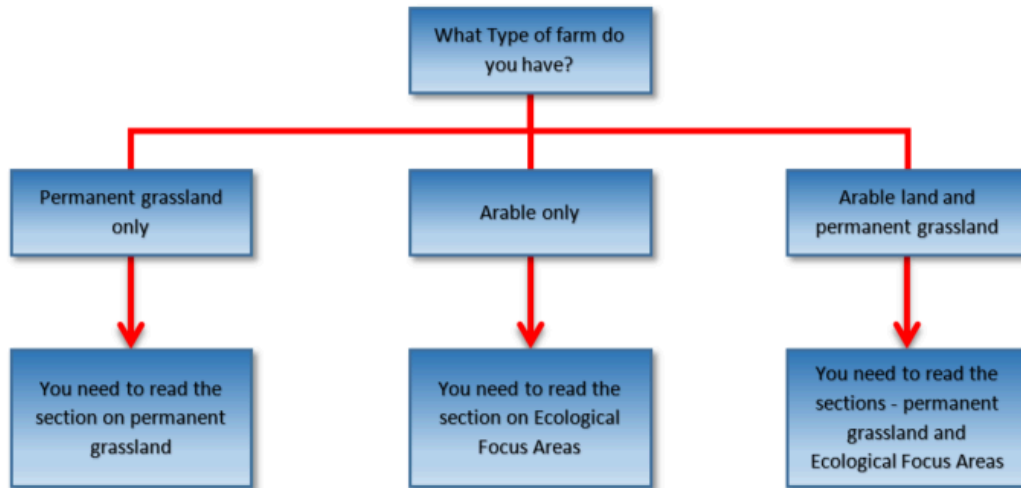 What Type of farm do
you have?
Permanent grassland
only
Arable only
Arable land and
permanent grassland
You need to read the
section on permanent
grassland
You need to read the
section on Ecological
Focus Areas
You need to read the
sections - permanent
grassland and
Ecological Focus Areas